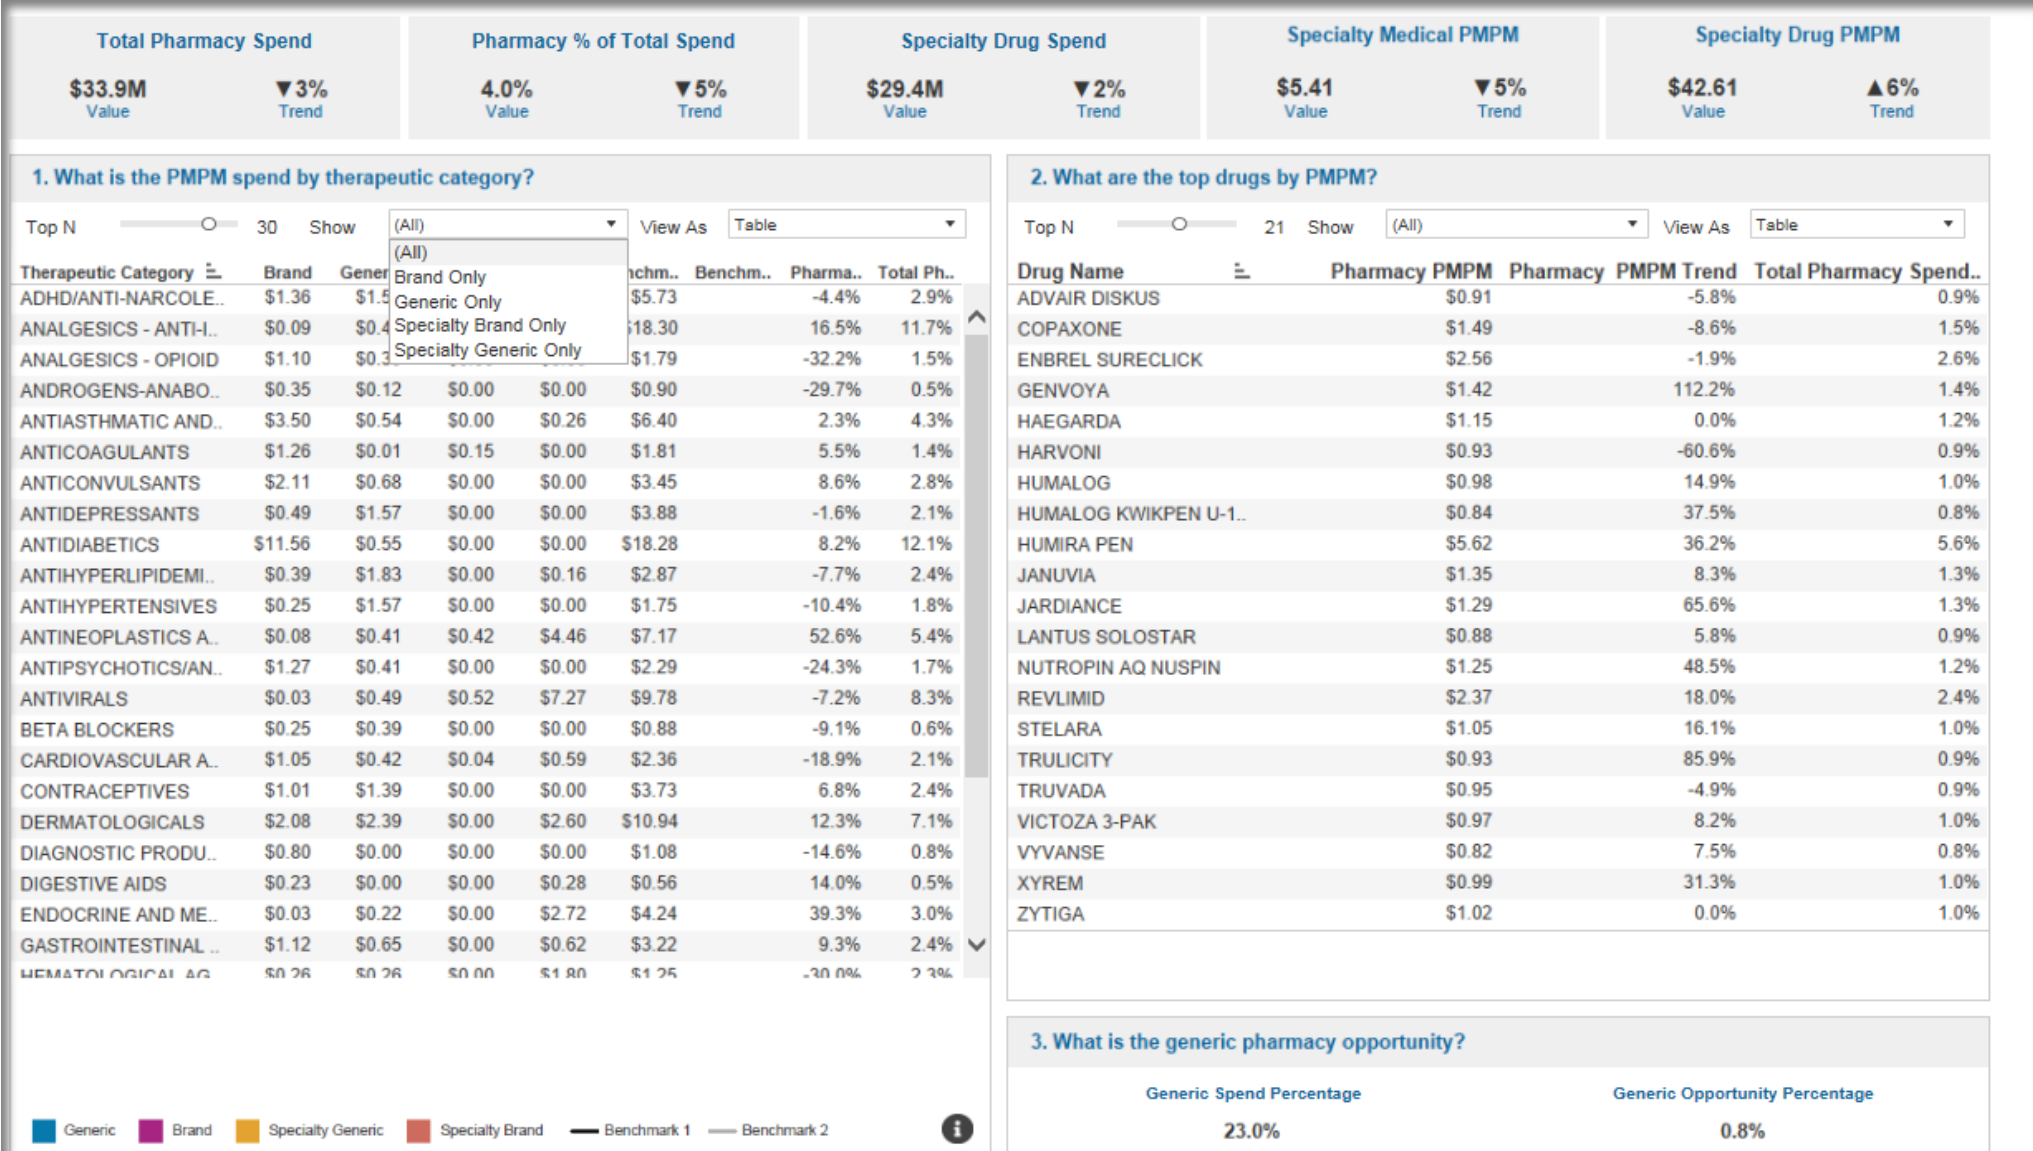 Total Pharmacy Spend
$33.9M ▼3%
Value Trend
Pharmacy % of Total Spend
4.0% ▼5%
Value Trend
Specialty Drug Spend
$29.4M ▼2%
Value Trend
Specialty Medical PMPM
$5.41 ▼5%
Value Trend
Specialty Drug PMPM
$42.61 ▲6%
Value Trend
1. What is the PMPM spend by therapeutic category?
Top N 30 Show (All) View As Table
(All)
Brand Only
Generic Only
Specialty Brand Only
Specialty Generic Only
Therapeutic Category Brand Gener nchm.. Benchm.. Pharma.. Total Ph..
ADHD/ANTI-NARCOLE.. $1.36 $1.5 $5.73 -4.4% 2.9%
ANALGESICS - ANTI-I.. $0.09 $0.4 $18.30 16.5% 11.7%
ANALGESICS - OPIOID $1.10 $0.3 $1.79 -32.2% 1.5%
ANDROGENS-ANABO.. $0.35 $0.12 $0.00 $0.00 $0.90 -29.7% 0.5%
ANTIASTHMATIC AND.. $3.50 $0.54 $0.00 $0.26 $6.40 2.3% 4.3%
ANTICOAGULANTS $1.26 $0.01 $0.15 $0.00 $1.81 5.5% 1.4%
ANTICONVULSANTS $2.11 $0.68 $0.00 $0.00 $3.45 8.6% 2.8%
ANTIDEPRESSANTS $0.49 $1.57 $0.00 $0.00 $3.88 -1.6% 2.1%
ANTIDIABETICS $11.56 $0.55 $0.00 $0.00 $18.28 8.2% 12.1%
ANTIHYPERLIPIDEMI.. $0.39 $1.83 $0.00 $0.16 $2.87 -7.7% 2.4%
ANTIHYPERTENSIVES $0.25 $1.57 $0.00 $0.00 $1.75 -10.4% 1.8%
ANTINEOPLASTICS A.. $0.08 $0.41 $0.42 $4.46 $7.17 52.6% 5.4%
ANTIPSYCHOTICS/AN.. $1.27 $0.41 $0.00 $0.00 $2.29 -24.3% 1.7%
ANTIVIRALS $0.03 $0.49 $0.52 $7.27 $9.78 -7.2% 8.3%
BETA BLOCKERS $0.25 $0.39 $0.00 $0.00 $0.88 -9.1% 0.6%
CARDIOVASCULAR A.. $1.05 $0.42 $0.04 $0.59 $2.36 -18.9% 2.1%
CONTRACEPTIVES $1.01 $1.39 $0.00 $0.00 $3.73 6.8% 2.4%
DERMATOLOGICALS $2.08 $2.39 $0.00 $2.60 $10.94 12.3% 7.1%
DIAGNOSTIC PRODU.. $0.80 $0.00 $0.00 $0.00 $1.08 -14.6% 0.8%
DIGESTIVE AIDS $0.23 $0.00 $0.00 $0.28 $0.56 14.0% 0.5%
ENDOCRINE AND ME.. $0.03 $0.22 $0.00 $2.72 $4.24 39.3% 3.0%
GASTROINTESTINAL .. $1.12 $0.65 $0.00 $0.62 $3.22 9.3% 2.4%
HEMATOLOGICAL AG $0.26 $0.26 $0.00 $1.80 $1.25 -30.0% 2.3%
Generic Brand Specialty Generic Specialty Brand Benchmark 1 Benchmark 2
2. What are the top drugs by PMPM?
Top N 21 Show (All) View As Table
Drug Name Pharmacy PMPM Pharmacy PMPM Trend Total Pharmacy Spend..
ADVAIR DISKUS $0.91 -5.8% 0.9%
COPAXONE $1.49 -8.6% 1.5%
ENBREL SURECLICK $2.56 -1.9% 2.6%
GENVOYA $1.42 112.2% 1.4%
HAEGARDA $1.15 0.0% 1.2%
HARVONI $0.93 -60.6% 0.9%
HUMALOG $0.98 14.9% 1.0%
HUMALOG KWIKPEN U-1.. $0.84 37.5% 0.8%
HUMIRA PEN $5.62 36.2% 5.6%
JANUVIA $1.35 8.3% 1.3%
JARDIANCE $1.29 65.6% 1.3%
LANTUS SOLOSTAR $0.88 5.8% 0.9%
NUTROPIN AQ NUSPIN $1.25 48.5% 1.2%
REVLIMID $2.37 18.0% 2.4%
STELARA $1.05 16.1% 1.0%
TRULICITY $0.93 85.9% 0.9%
TRUVADA $0.95 -4.9% 0.9%
VICTOZA 3-PAK $0.97 8.2% 1.0%
VYVANSE $0.82 7.5% 0.8%
XYREM $0.99 31.3% 1.0%
ZYTIGA $1.02 0.0% 1.0%
3. What is the generic pharmacy opportunity?
Generic Spend Percentage Generic Opportunity Percentage
23.0% 0.8%